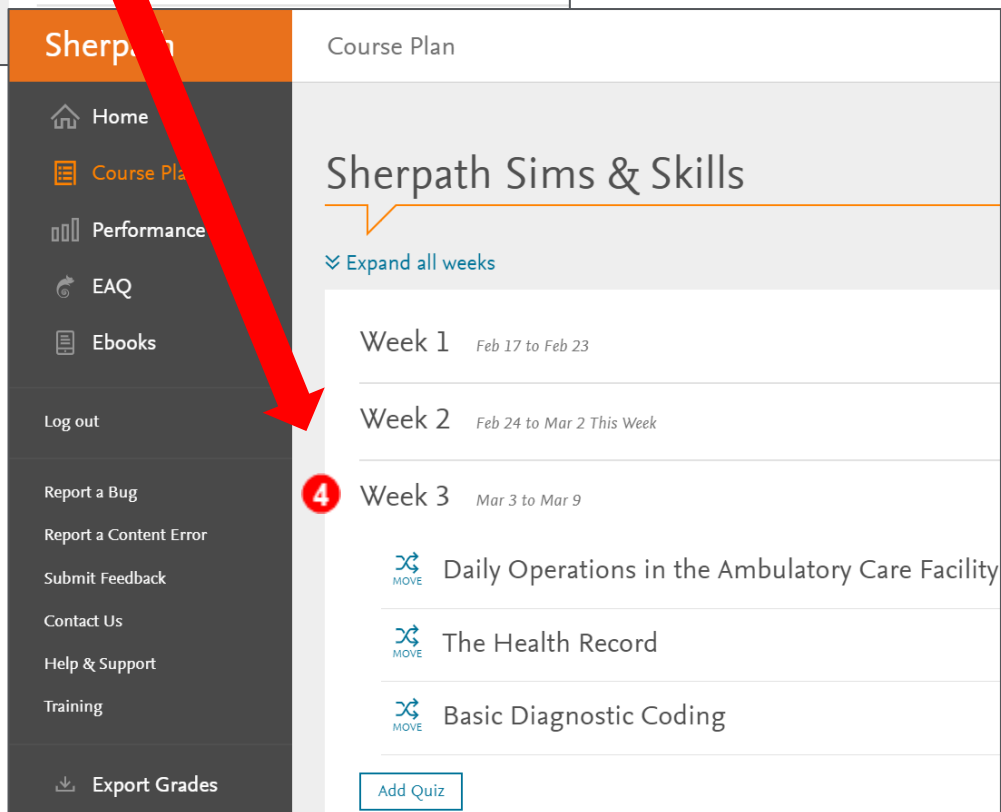 Sherpath
Course Plan
Home
Course Plan
Performance
EAQ
Ebooks
Log out
Report a Bug
Report a Content Error
Submit Feedback
Contact Us
Help & Support
Training
Export Grades
Sherpath Sims & Skills
Expand all weeks
Week 1 Feb 17 to Feb 23
Week 2 Feb 24 to Mar 2 This Week
4 Week 3 Mar 3 to Mar 9
MOVE Daily Operations in the Ambulatory Care Facility
MOVE The Health Record
MOVE Basic Diagnostic Coding
Add Quiz